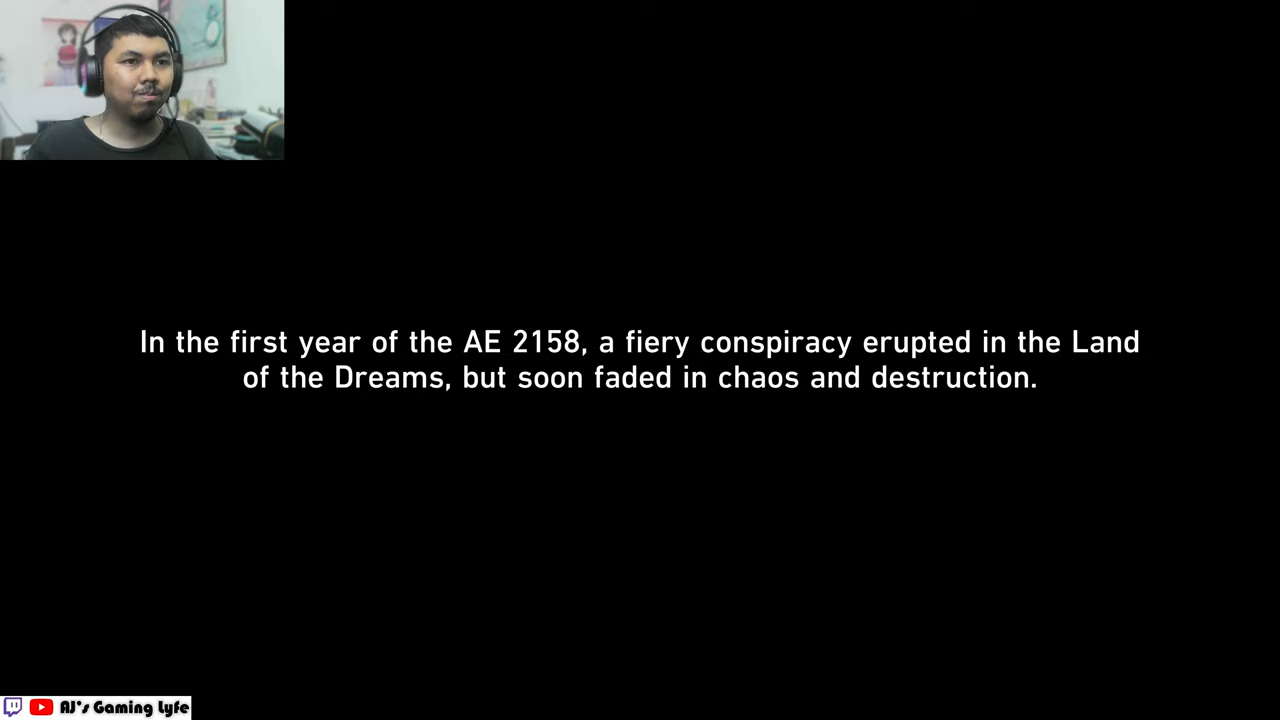 In the first year of the AE 2158, a fiery conspiracy erupted in the Land
of the Dreams, but soon faded in chaos and destruction.
AJ's Gaming Lyfe